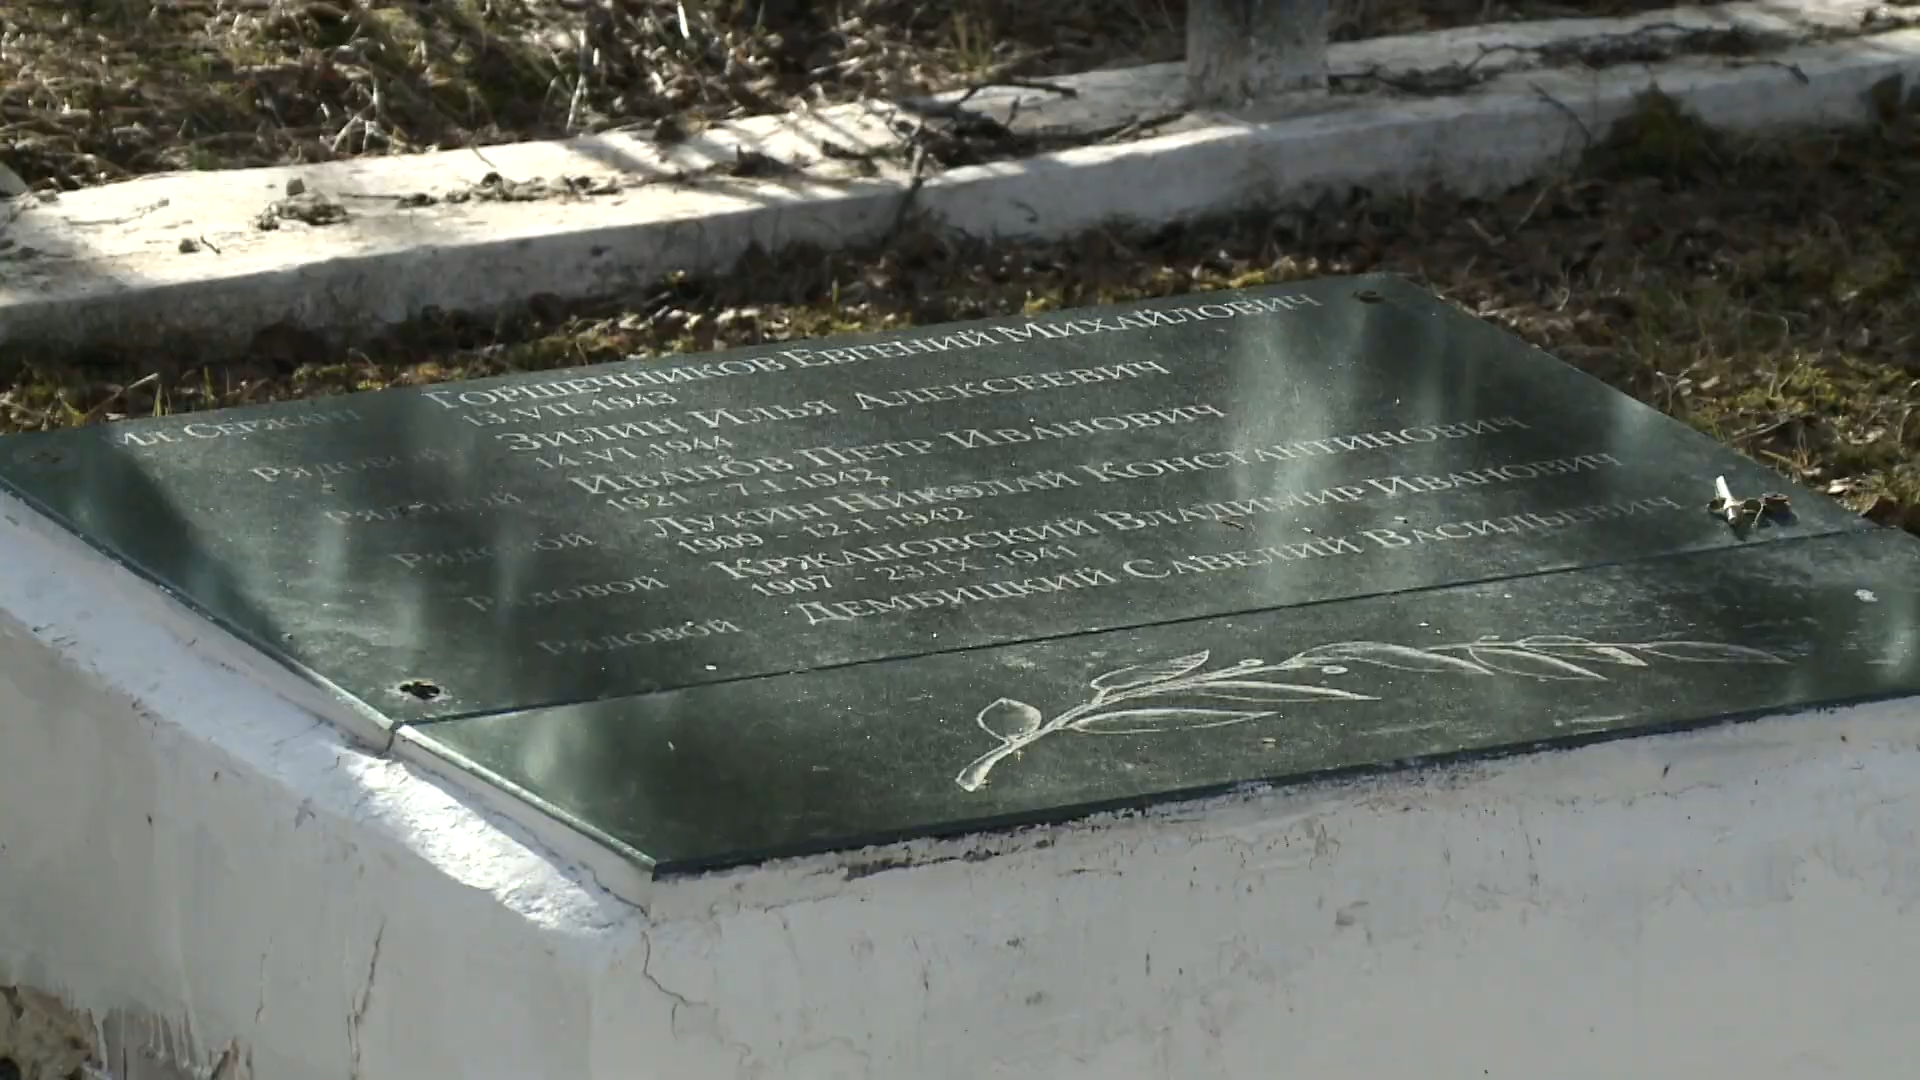 Мл. Сержант Горшечников Евгений Михайлович
13.VII.1943
Рядовой Зилин Илья Алексеевич
14.VI.1944
Рядовой Иванов Петр Иванович
1921 - 7.I.1942
Рядовой Лукин Николай Константинович
1909 - 12.I.1942
Рядовой Кржановский Владимир Иванович
1907 - 23.IX 1941
Рядовой Дембицкий Савелий Васильевич